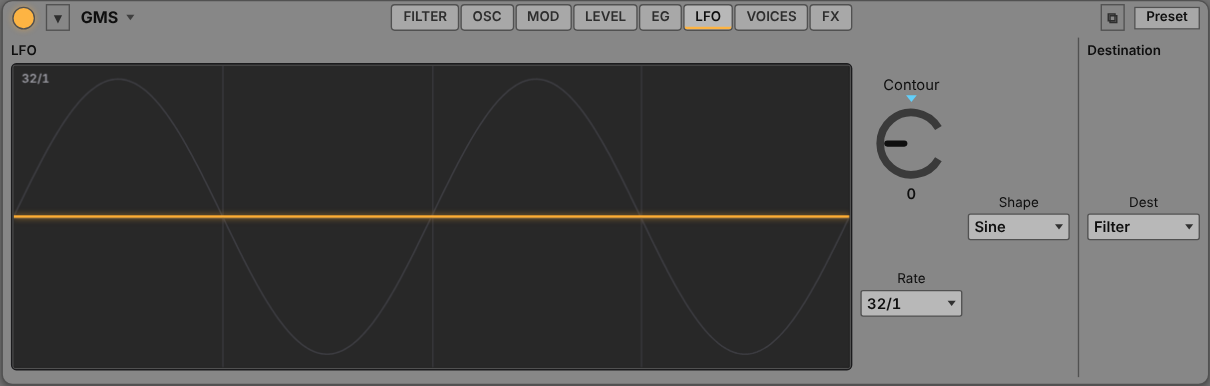 GMS
FILTER OSC MOD LEVEL EG LFO VOICES FX
Preset
LFO
32/1
Contour
0
Shape
Sine
Rate
32/1
Destination
Dest
Filter